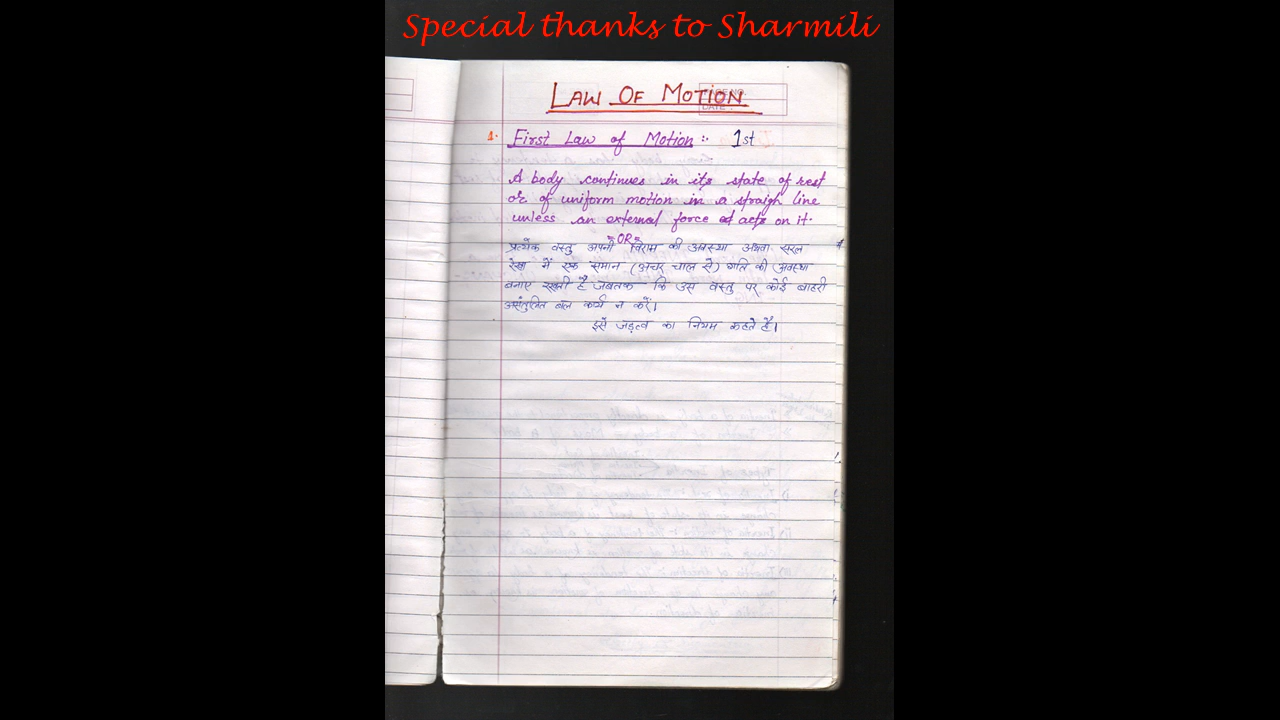 Special thanks to Sharmili
LAW OF MOTION
1. First Law of Motion :- 1st
A body continues in its state of rest
or of uniform motion in a straigh line
unless an external force acts on it.
OR
प्रत्येक वस्तु अपनी विराम की अवस्था अथवा सरल
रेखा में एक समान (अचर चाल से) गति की अवस्था
बनाए रखती है जबतक कि उस वस्तु पर कोई बाहरी
असंतुलित बल कार्य न करें।
इसे जड़त्व का नियम कहते है।